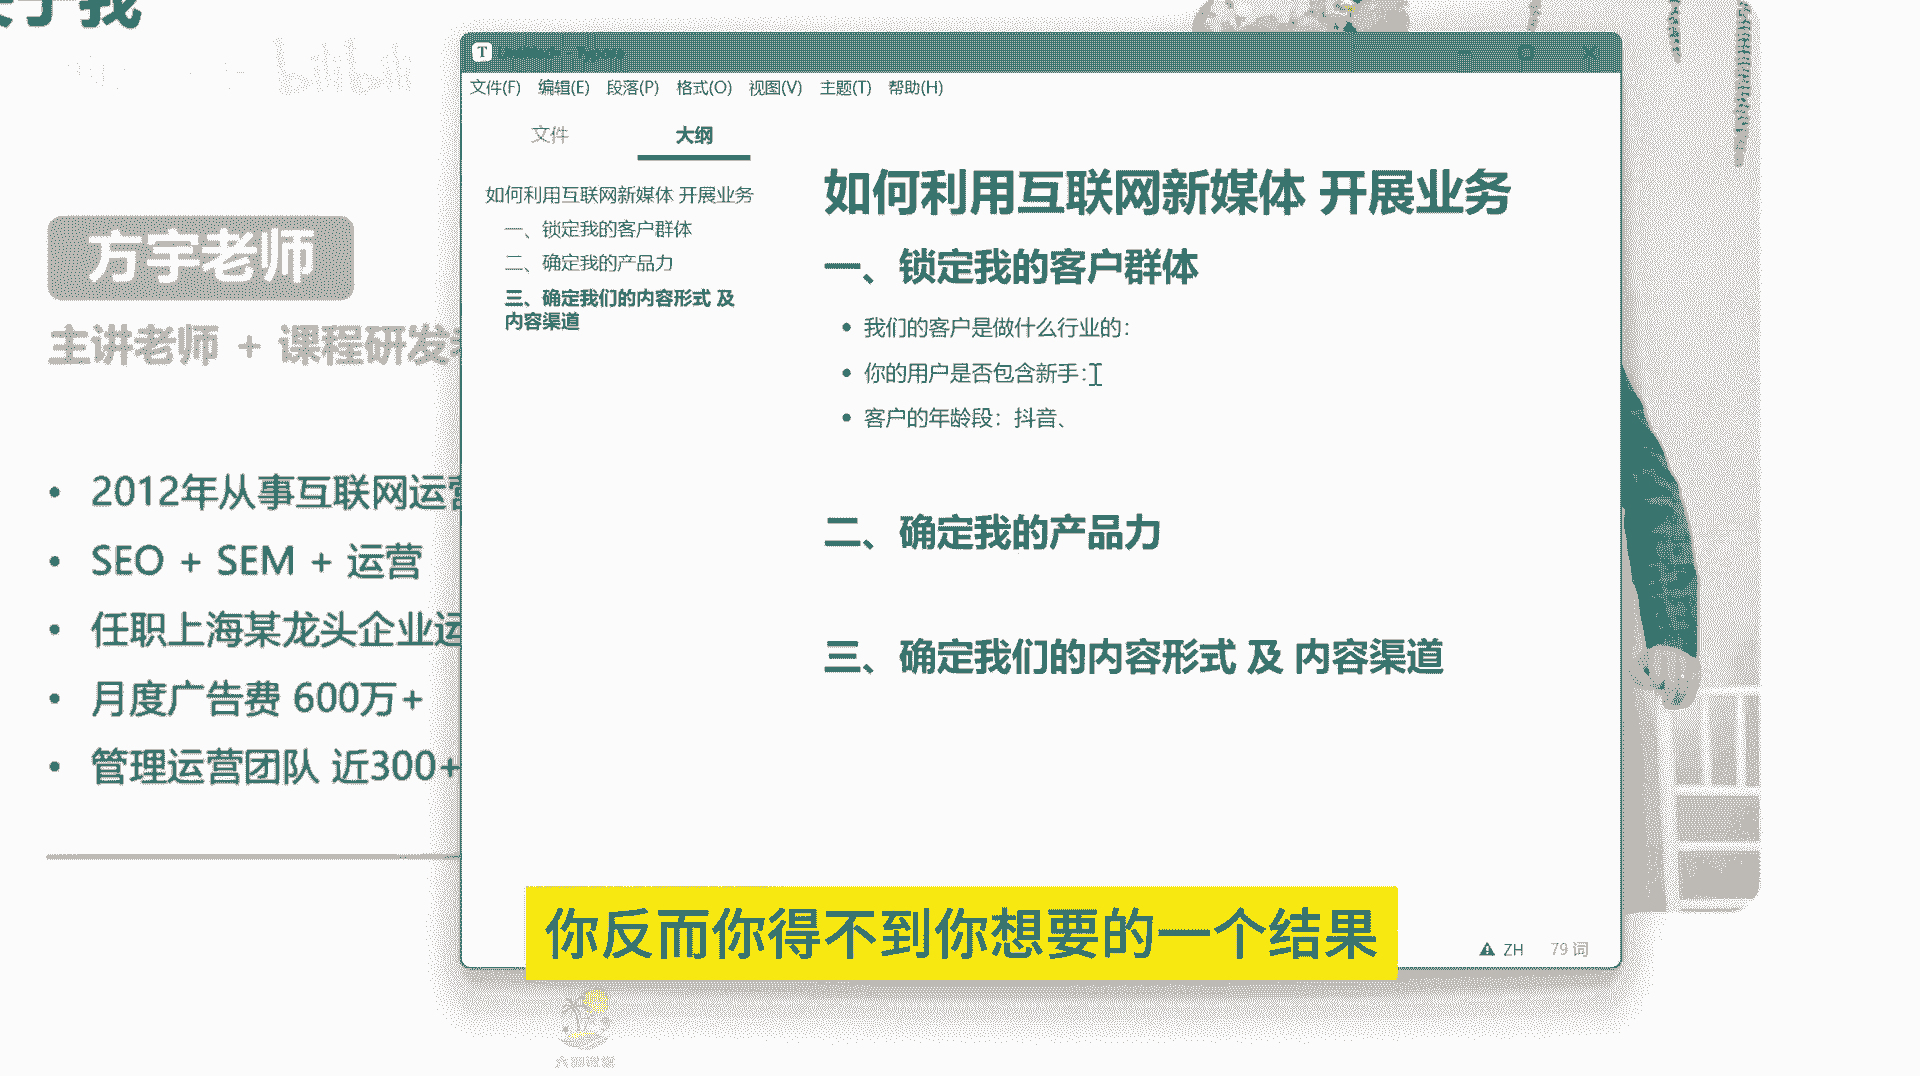 bilibili
方宇老师
主讲老师 + 课程研发
2012年从事互联网运营
SEO + SEM + 运营
任职上海某龙头企业运
月度广告费 600万+
管理运营团队 近300+
T
文件(F) 编辑(E) 段落(P) 格式(O) 视图(V) 主题(T) 帮助(H)
文件 大纲
如何利用互联网新媒体 开展业务
一、锁定我的客户群体
二、确定我的产品力
三、确定我们的内容形式 及
内容渠道
如何利用互联网新媒体 开展业务
一、锁定我的客户群体
我们的客户是做什么行业的：
你的用户是否包含新手：
客户的年龄段：抖音、
二、确定我的产品力
三、确定我们的内容形式 及 内容渠道
ZH 79 词
你反而你得不到你想要的一个结果